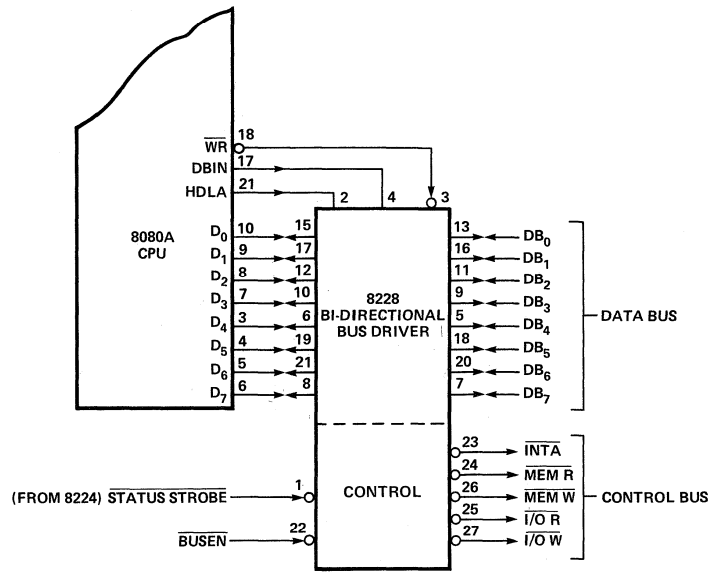 WR 18
DBIN 17
HDLA 21
2 4 3
8080A
CPU
D0 10 15 13 DB0
D1 9 17 16 DB1
D2 8 12 11 DB2
D3 7 10 9 DB3
D4 3 6 5 DB4
D5 4 19 18 DB5
D6 5 21 20 DB6
D7 6 8 7 DB7
8228
BI-DIRECTIONAL
BUS DRIVER
DATA BUS
23 INTA
24 MEM R
26 MEM W
25 I/O R
27 I/O W
CONTROL
CONTROL BUS
(FROM 8224) STATUS STROBE 1
BUSEN 22